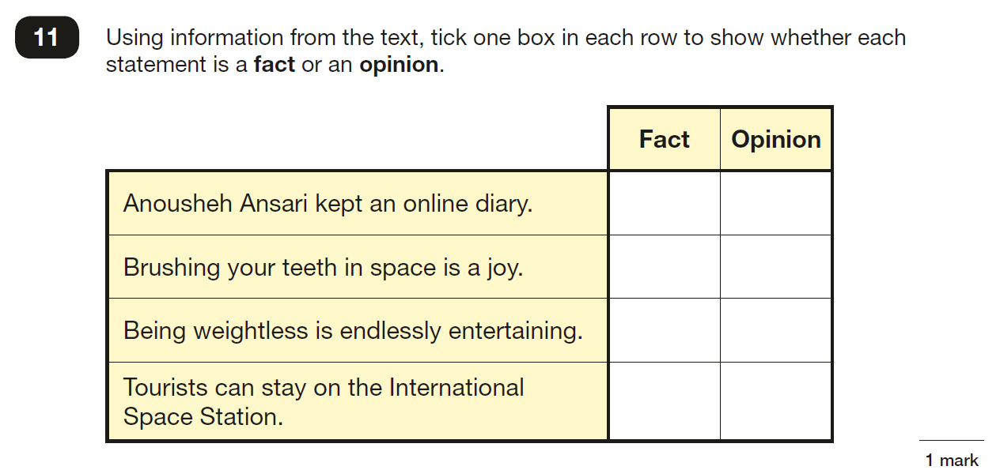 11
Using information from the text, tick one box in each row to show whether each
statement is a fact or an opinion.
Fact Opinion
Anousheh Ansari kept an online diary.
Brushing your teeth in space is a joy.
Being weightless is endlessly entertaining.
Tourists can stay on the International
Space Station.
1 mark